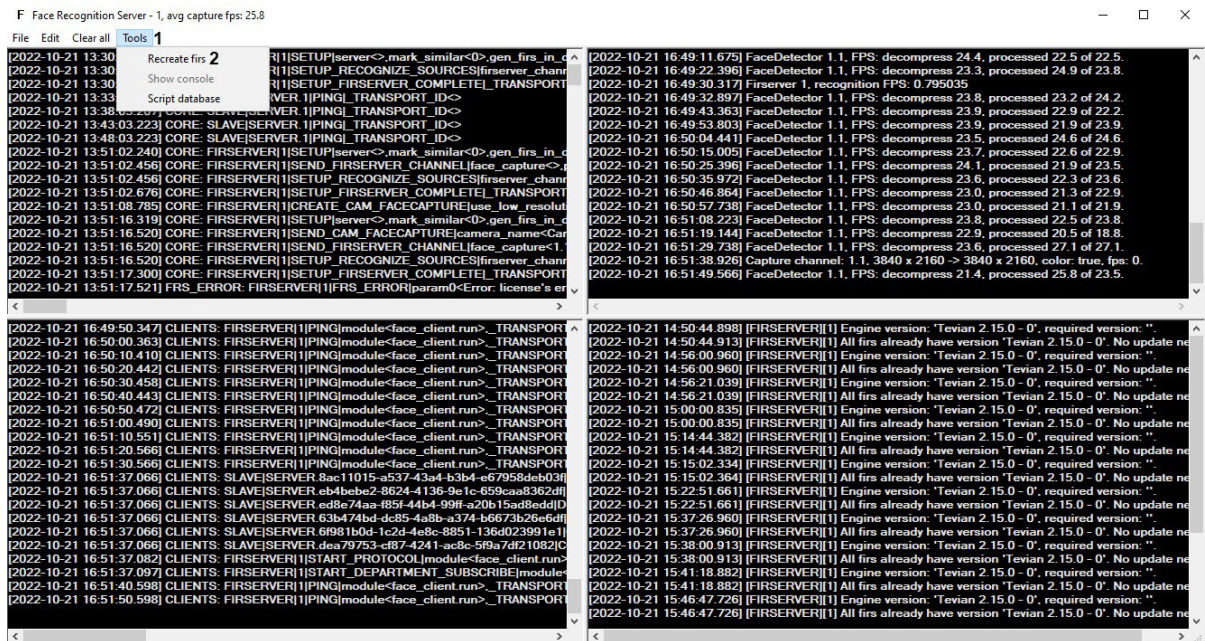 F Face Recognition Server - 1, avg capture fps: 25.8
File Edit Clear all Tools 1
Recreate firs 2
Show console
Script database
[2022-10-21 13:30 R|1|SETUP|server<>,mark_similar<0>,gen_firs_in_d
[2022-10-21 13:30 R|1|SETUP_RECOGNIZE_SOURCES|firserver_chanr
[2022-10-21 13:30 R|1|SETUP_FIRSERVER_COMPLETE|_TRANSPORT
[2022-10-21 13:33 RVER.1|PING|_TRANSPORT_ID<>
[2022-10-21 13:38:03.207] CORE: SLAVE|SERVER.1|PING|_TRANSPORT_ID<>
[2022-10-21 13:43:03.223] CORE: SLAVE|SERVER.1|PING|_TRANSPORT_ID<>
[2022-10-21 13:48:03.223] CORE: SLAVE|SERVER.1|PING|_TRANSPORT_ID<>
[2022-10-21 13:51:02.240] CORE: FIRSERVER|1|SETUP|server<>,mark_similar<0>,gen_firs_in_d
[2022-10-21 13:51:02.456] CORE: FIRSERVER|1|SEND_FIRSERVER_CHANNEL|face_capture<>,p
[2022-10-21 13:51:02.456] CORE: FIRSERVER|1|SETUP_RECOGNIZE_SOURCES|firserver_chanr
[2022-10-21 13:51:02.676] CORE: FIRSERVER|1|SETUP_FIRSERVER_COMPLETE|_TRANSPORT
[2022-10-21 13:51:08.785] CORE: FIRSERVER|1|CREATE_CAM_FACECAPTURE|use_low_resolut
[2022-10-21 13:51:16.319] CORE: FIRSERVER|1|SETUP|server<>,mark_similar<0>,gen_firs_in_d
[2022-10-21 13:51:16.520] CORE: FIRSERVER|1|SEND_CAM_FACECAPTURE|camera_name<Car
[2022-10-21 13:51:16.520] CORE: FIRSERVER|1|SEND_FIRSERVER_CHANNEL|face_capture<1.1
[2022-10-21 13:51:16.520] CORE: FIRSERVER|1|SETUP_RECOGNIZE_SOURCES|firserver_chanr
[2022-10-21 13:51:17.300] CORE: FIRSERVER|1|SETUP_FIRSERVER_COMPLETE|_TRANSPORT
[2022-10-21 13:51:17.521] FRS_ERROR: FIRSERVER|1|FRS_ERROR|param0<Error: license's er
[2022-10-21 16:49:11.675] FaceDetector 1.1, FPS: decompress 24.4, processed 22.5 of 22.5.
[2022-10-21 16:49:22.396] FaceDetector 1.1, FPS: decompress 23.3, processed 24.9 of 23.8.
[2022-10-21 16:49:30.317] Firserver 1, recognition FPS: 0.795035
[2022-10-21 16:49:32.897] FaceDetector 1.1, FPS: decompress 23.8, processed 23.2 of 24.2.
[2022-10-21 16:49:43.363] FaceDetector 1.1, FPS: decompress 23.9, processed 22.9 of 22.2.
[2022-10-21 16:49:53.803] FaceDetector 1.1, FPS: decompress 23.9, processed 21.9 of 23.9.
[2022-10-21 16:50:04.441] FaceDetector 1.1, FPS: decompress 23.5, processed 24.6 of 24.6.
[2022-10-21 16:50:15.005] FaceDetector 1.1, FPS: decompress 23.7, processed 22.6 of 22.9.
[2022-10-21 16:50:25.396] FaceDetector 1.1, FPS: decompress 24.1, processed 21.9 of 23.5.
[2022-10-21 16:50:35.972] FaceDetector 1.1, FPS: decompress 23.6, processed 22.3 of 23.6.
[2022-10-21 16:50:46.864] FaceDetector 1.1, FPS: decompress 23.0, processed 21.3 of 22.9.
[2022-10-21 16:50:57.738] FaceDetector 1.1, FPS: decompress 23.0, processed 21.1 of 21.9.
[2022-10-21 16:51:08.223] FaceDetector 1.1, FPS: decompress 23.8, processed 22.5 of 23.8.
[2022-10-21 16:51:19.144] FaceDetector 1.1, FPS: decompress 22.9, processed 20.5 of 18.8.
[2022-10-21 16:51:29.738] FaceDetector 1.1, FPS: decompress 23.6, processed 27.1 of 27.1.
[2022-10-21 16:51:38.926] Capture channel: 1.1, 3840 x 2160 -> 3840 x 2160, color: true, fps: 0.
[2022-10-21 16:51:49.566] FaceDetector 1.1, FPS: decompress 21.4, processed 25.8 of 23.5.
[2022-10-21 16:49:50.347] CLIENTS: FIRSERVER|1|PING|module<face_client.run>,_TRANSPORT
[2022-10-21 16:50:00.363] CLIENTS: FIRSERVER|1|PING|module<face_client.run>,_TRANSPORT
[2022-10-21 16:50:10.410] CLIENTS: FIRSERVER|1|PING|module<face_client.run>,_TRANSPORT
[2022-10-21 16:50:20.442] CLIENTS: FIRSERVER|1|PING|module<face_client.run>,_TRANSPORT
[2022-10-21 16:50:30.458] CLIENTS: FIRSERVER|1|PING|module<face_client.run>,_TRANSPORT
[2022-10-21 16:50:40.443] CLIENTS: FIRSERVER|1|PING|module<face_client.run>,_TRANSPORT
[2022-10-21 16:50:50.472] CLIENTS: FIRSERVER|1|PING|module<face_client.run>,_TRANSPORT
[2022-10-21 16:51:00.490] CLIENTS: FIRSERVER|1|PING|module<face_client.run>,_TRANSPORT
[2022-10-21 16:51:10.551] CLIENTS: FIRSERVER|1|PING|module<face_client.run>,_TRANSPORT
[2022-10-21 16:51:20.566] CLIENTS: FIRSERVER|1|PING|module<face_client.run>,_TRANSPORT
[2022-10-21 16:51:30.566] CLIENTS: FIRSERVER|1|PING|module<face_client.run>,_TRANSPORT
[2022-10-21 16:51:37.066] CLIENTS: SLAVE|SERVER.8ac11015-a537-43a4-b3b4-e67958deb03f|
[2022-10-21 16:51:37.066] CLIENTS: SLAVE|SERVER.eb4bebe2-8624-4136-9e1c-659caa8362df|
[2022-10-21 16:51:37.066] CLIENTS: SLAVE|SERVER.ed8e74aa-f85f-44b4-99ff-a20b15ad8edd|D
[2022-10-21 16:51:37.066] CLIENTS: SLAVE|SERVER.63b474bd-dc85-4a8b-a374-b6673b26e6df|
[2022-10-21 16:51:37.066] CLIENTS: SLAVE|SERVER.6f981b0d-1c2d-4e8c-8851-136d023991e1|
[2022-10-21 16:51:37.066] CLIENTS: SLAVE|SERVER.dea79753-cf87-4241-ac8c-5f9a7df21082|C
[2022-10-21 16:51:37.082] CLIENTS: FIRSERVER|1|START_PROTOCOL|module<face_client.run>
[2022-10-21 16:51:37.097] CLIENTS: FIRSERVER|1|START_DEPARTMENT_SUBSCRIBE|module<
[2022-10-21 16:51:40.598] CLIENTS: FIRSERVER|1|PING|module<face_client.run>,_TRANSPORT
[2022-10-21 16:51:50.598] CLIENTS: FIRSERVER|1|PING|module<face_client.run>,_TRANSPORT
[2022-10-21 14:50:44.898] [FIRSERVER][1] Engine version: 'Tevian 2.15.0 - 0', required version: ''.
[2022-10-21 14:50:44.913] [FIRSERVER][1] All firs already have version 'Tevian 2.15.0 - 0'. No update ne
[2022-10-21 14:56:00.960] [FIRSERVER][1] Engine version: 'Tevian 2.15.0 - 0', required version: ''.
[2022-10-21 14:56:00.960] [FIRSERVER][1] All firs already have version 'Tevian 2.15.0 - 0'. No update ne
[2022-10-21 14:56:21.039] [FIRSERVER][1] Engine version: 'Tevian 2.15.0 - 0', required version: ''.
[2022-10-21 14:56:21.039] [FIRSERVER][1] All firs already have version 'Tevian 2.15.0 - 0'. No update ne
[2022-10-21 15:00:00.835] [FIRSERVER][1] Engine version: 'Tevian 2.15.0 - 0', required version: ''.
[2022-10-21 15:00:00.835] [FIRSERVER][1] All firs already have version 'Tevian 2.15.0 - 0'. No update ne
[2022-10-21 15:14:44.382] [FIRSERVER][1] Engine version: 'Tevian 2.15.0 - 0', required version: ''.
[2022-10-21 15:14:44.382] [FIRSERVER][1] All firs already have version 'Tevian 2.15.0 - 0'. No update ne
[2022-10-21 15:15:02.334] [FIRSERVER][1] Engine version: 'Tevian 2.15.0 - 0', required version: ''.
[2022-10-21 15:15:02.364] [FIRSERVER][1] All firs already have version 'Tevian 2.15.0 - 0'. No update ne
[2022-10-21 15:22:51.661] [FIRSERVER][1] Engine version: 'Tevian 2.15.0 - 0', required version: ''.
[2022-10-21 15:22:51.661] [FIRSERVER][1] All firs already have version 'Tevian 2.15.0 - 0'. No update ne
[2022-10-21 15:37:26.960] [FIRSERVER][1] Engine version: 'Tevian 2.15.0 - 0', required version: ''.
[2022-10-21 15:37:26.960] [FIRSERVER][1] All firs already have version 'Tevian 2.15.0 - 0'. No update ne
[2022-10-21 15:38:00.913] [FIRSERVER][1] Engine version: 'Tevian 2.15.0 - 0', required version: ''.
[2022-10-21 15:38:00.913] [FIRSERVER][1] All firs already have version 'Tevian 2.15.0 - 0'. No update ne
[2022-10-21 15:41:18.882] [FIRSERVER][1] Engine version: 'Tevian 2.15.0 - 0', required version: ''.
[2022-10-21 15:41:18.882] [FIRSERVER][1] All firs already have version 'Tevian 2.15.0 - 0'. No update ne
[2022-10-21 15:46:47.726] [FIRSERVER][1] Engine version: 'Tevian 2.15.0 - 0', required version: ''.
[2022-10-21 15:46:47.726] [FIRSERVER][1] All firs already have version 'Tevian 2.15.0 - 0'. No update ne